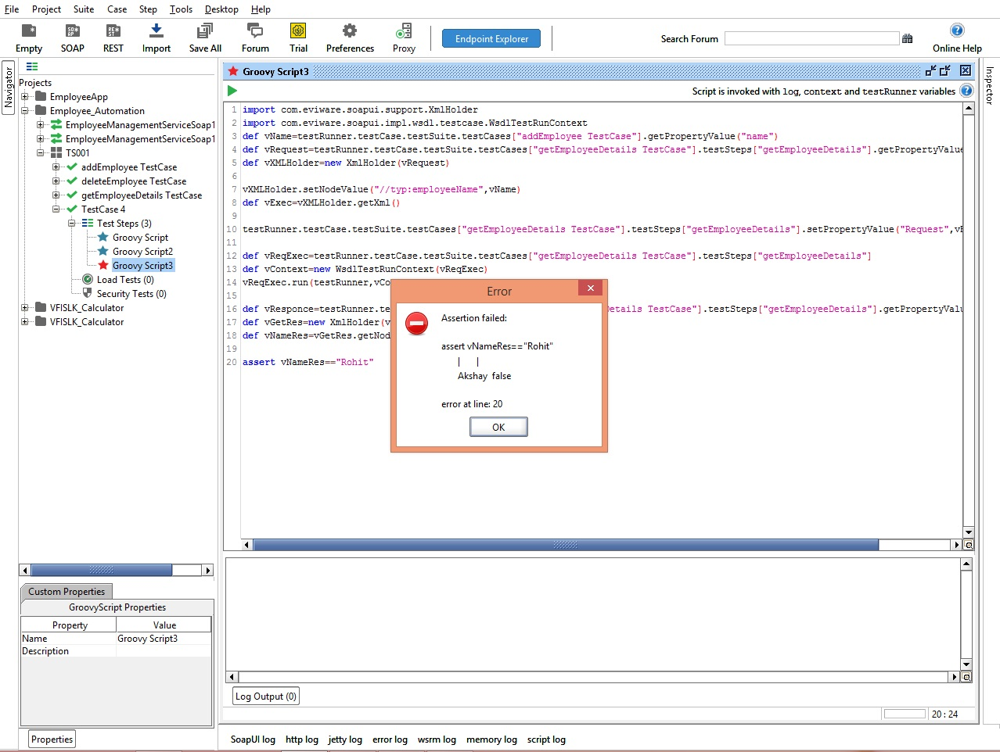 File Project Suite Case Step Tools Desktop Help
Empty SOAP REST Import Save All Forum Trial Preferences Proxy Endpoint Explorer Search Forum Online Help
Navigator
Inspector
Projects
EmployeeApp
Employee_Automation
EmployeeManagementServiceSoap1
EmployeeManagementServiceSoap1
TS001
addEmployee TestCase
deleteEmployee TestCase
getEmployeeDetails TestCase
TestCase 4
Test Steps (3)
Groovy Script
Groovy Script2
Groovy Script3
Load Tests (0)
Security Tests (0)
VFISLK_Calculator
VFISLK_Calculator
Custom Properties
GroovyScript Properties
Property Value
Name Groovy Script3
Description
Properties
Groovy Script3
Script is invoked with log, context and testRunner variables
1 import com.eviware.soapui.support.XmlHolder
2 import com.eviware.soapui.impl.wsdl.testcase.WsdlTestRunContext
3 def vName=testRunner.testCase.testSuite.testCases["addEmployee TestCase"].getPropertyValue("name")
4 def vRequest=testRunner.testCase.testSuite.testCases["getEmployeeDetails TestCase"].testSteps["getEmployeeDetails"].getPropertyValue
5 def vXMLHolder=new XmlHolder(vRequest)
6
7 vXMLHolder.setNodeValue("//typ:employeeName",vName)
8 def vExec=vXMLHolder.getXml()
9
10 testRunner.testCase.testSuite.testCases["getEmployeeDetails TestCase"].testSteps["getEmployeeDetails"].setPropertyValue("Request",vE
11
12 def vReqExec=testRunner.testCase.testSuite.testCases["getEmployeeDetails TestCase"].testSteps["getEmployeeDetails"]
13 def vContext=new WsdlTestRunContext(vReqExec)
14 vReqExec.run(testRunner,vCo
15
16 def vResponce=testRunner.te Details TestCase"].testSteps["getEmployeeDetails"].getPropertyValu
17 def vGetRes=new XmlHolder(v
18 def vNameRes=vGetRes.getNod
19
20 assert vNameRes=="Rohit"
Error
Assertion failed:
assert vNameRes=="Rohit"
| |
Akshay false
error at line: 20
OK
Log Output (0)
20 : 24
SoapUI log http log jetty log error log wsrm log memory log script log